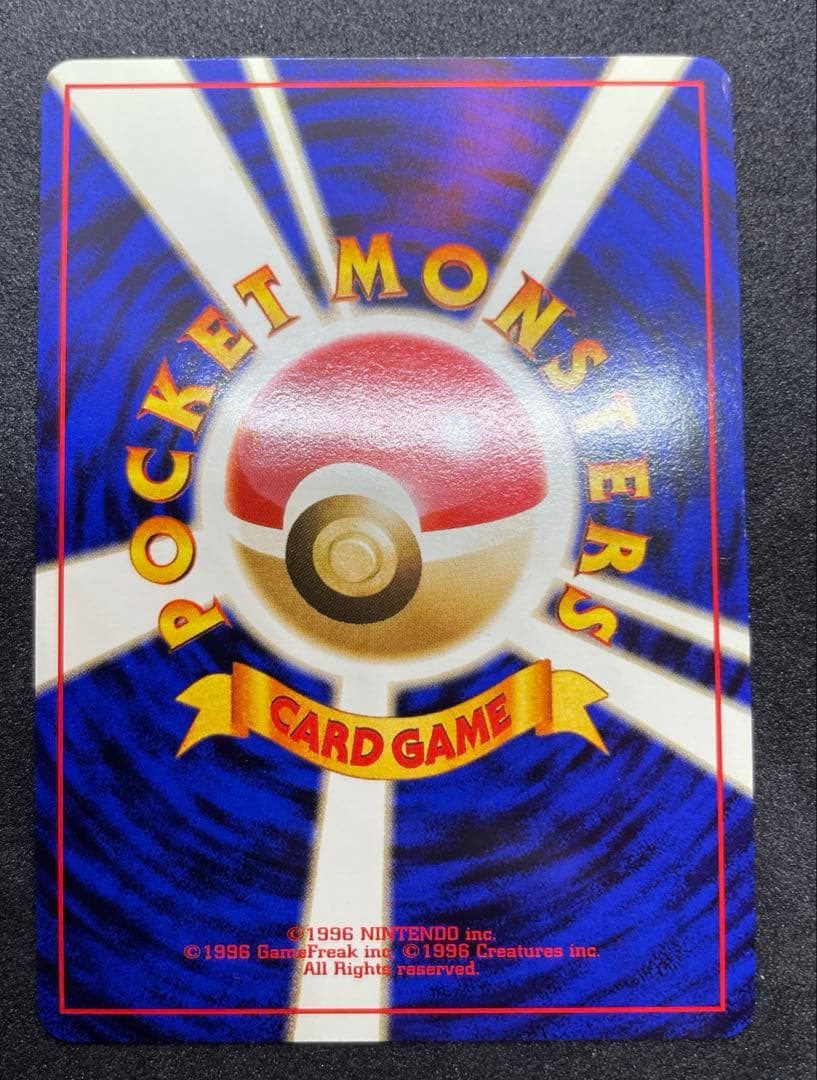 POCKET MONSTERS
CARD GAME
©1996 NINTENDO inc.
©1996 GameFreak inc. ©1996 Creatures inc.
All Rights reserved.